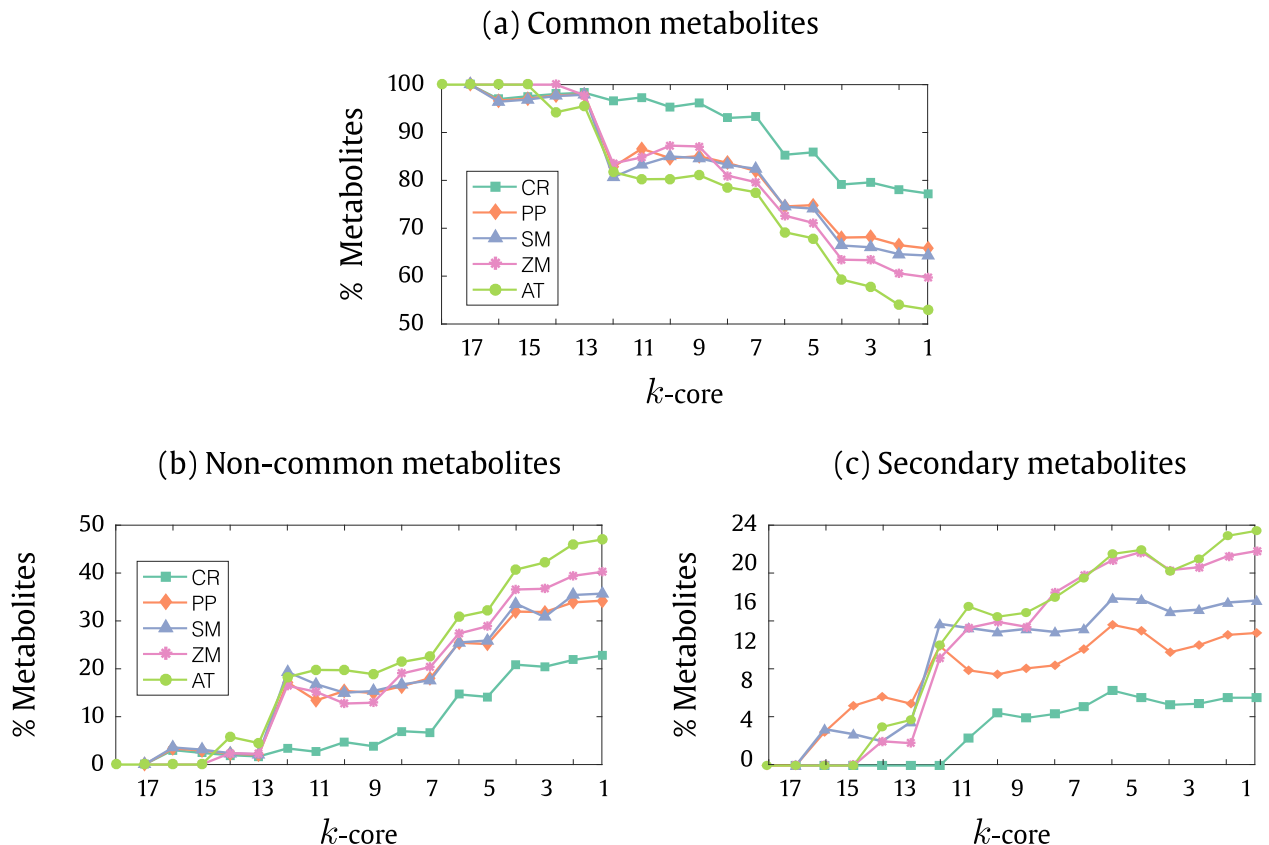 (a) Common metabolites
% Metabolites
100
90
80
70
60
50
CR
PP
SM
ZM
AT
17 15 13 11 9 7 5 3 1
k-core
(b) Non-common metabolites
% Metabolites
50
40
30
20
10
0
CR
PP
SM
ZM
AT
17 15 13 11 9 7 5 3 1
k-core
(c) Secondary metabolites
% Metabolites
24
20
16
12
8
4
0
17 15 13 11 9 7 5 3 1
k-core